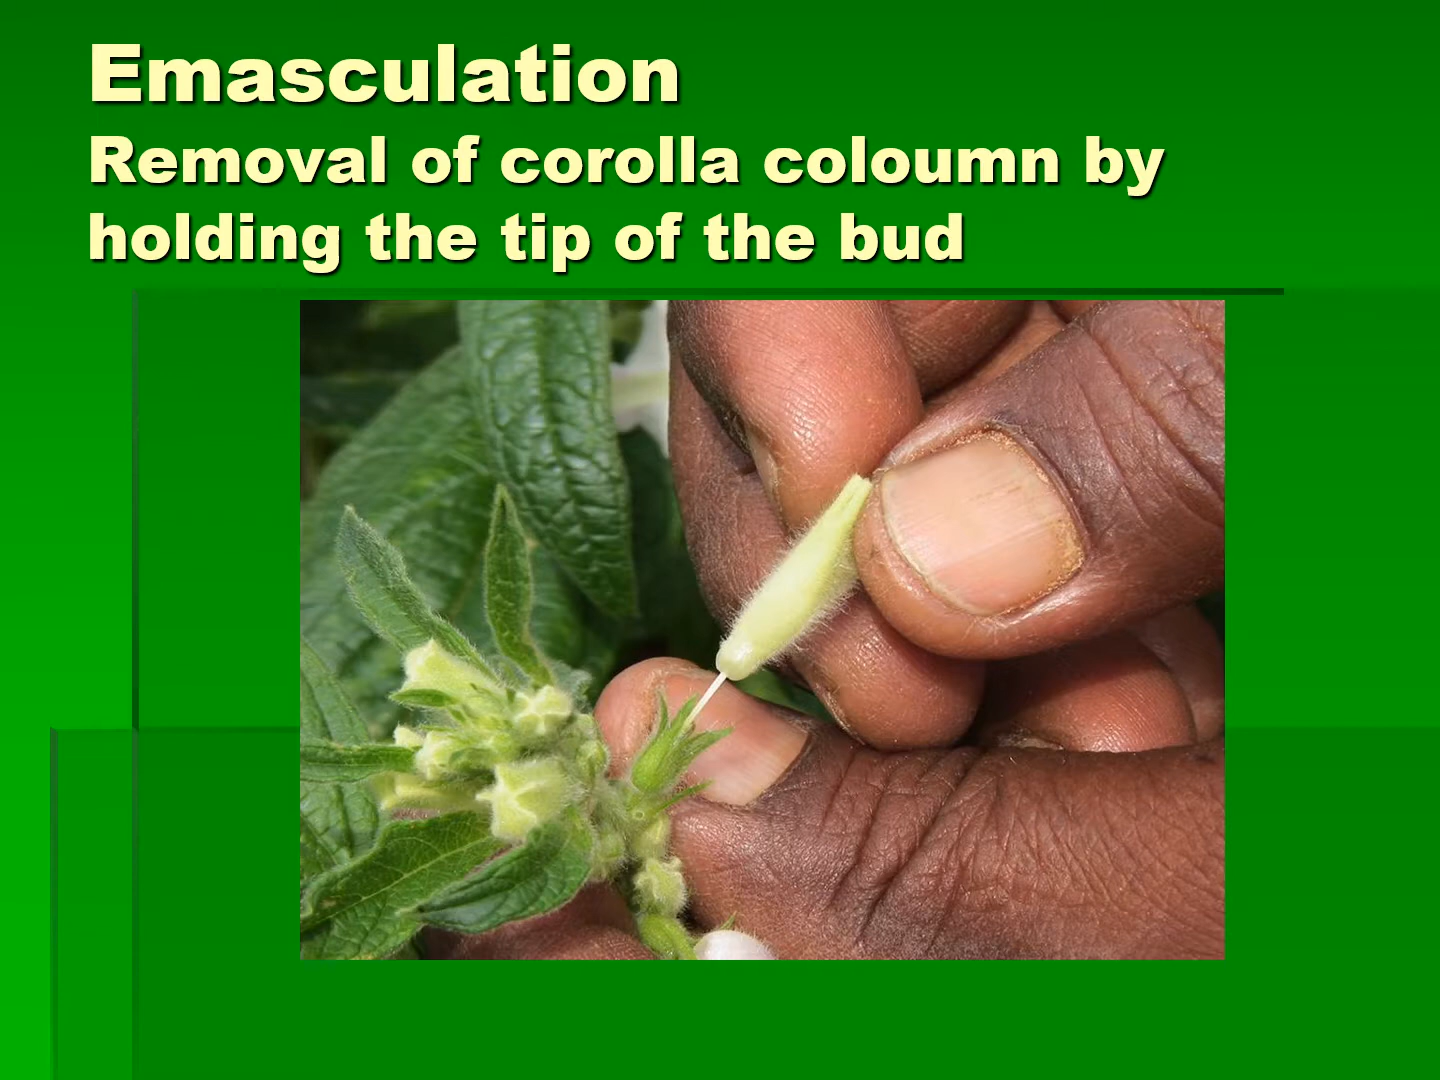 Emasculation
Removal of corolla coloumn by
holding the tip of the bud